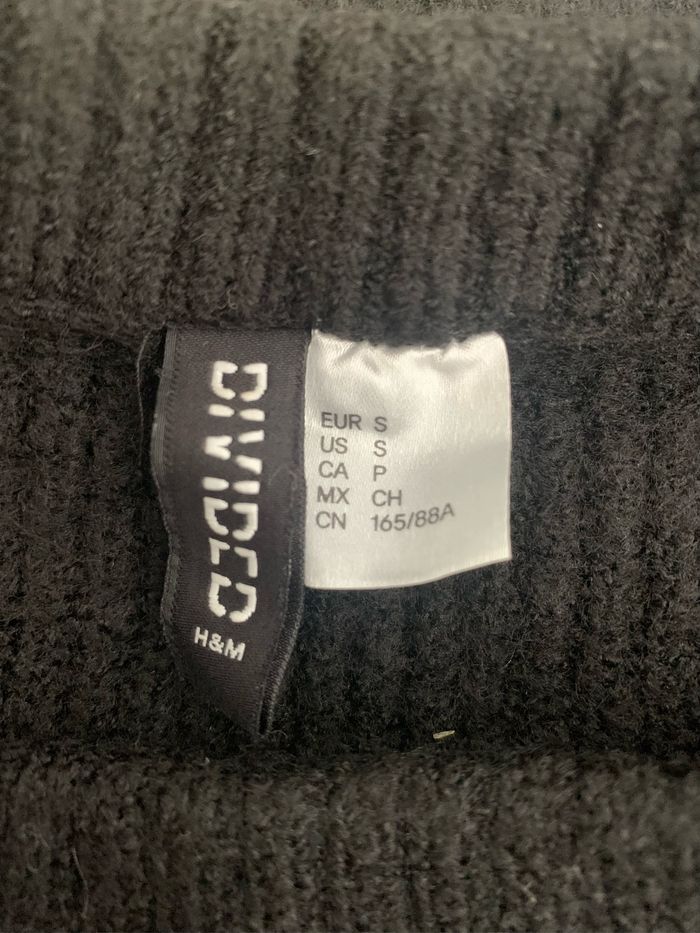 DIVIDED
H&M
EUR S
US S
CA P
MX CH
CN 165/88A